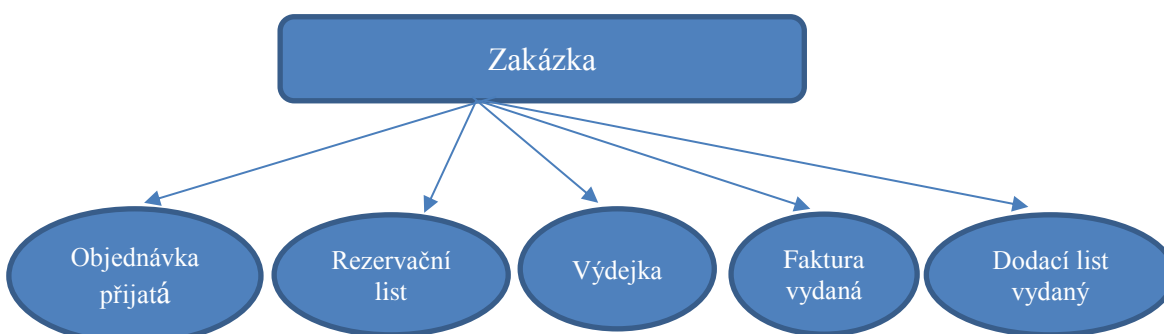 Zakázka
Objednávka
přijatá
Rezervační
list
Výdejka
Faktura
vydaná
Dodací list
vydaný